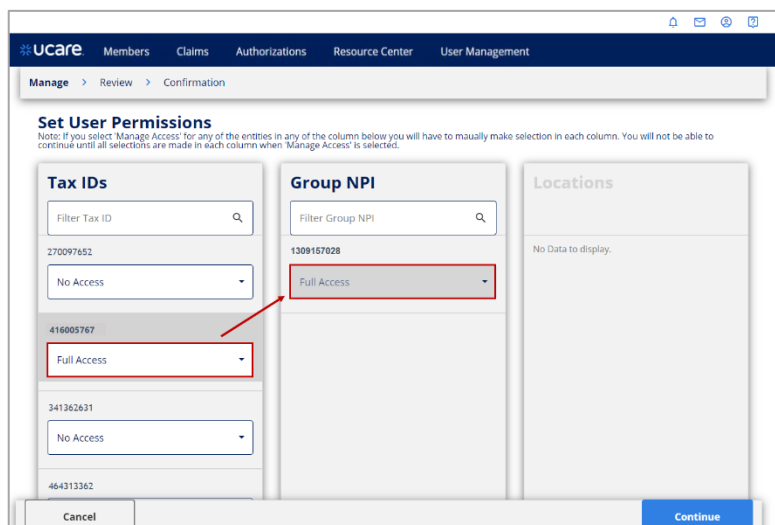 ucare. Members Claims Authorizations Resource Center User Management
Manage > Review > Confirmation
Set User Permissions
Note: If you select 'Manage Access' for any of the entities in any of the column below you will have to maually make selection in each column. You will not be able to
continue until all selections are made in each column when 'Manage Access' is selected.
Tax IDs
Filter Tax ID
270097652
No Access
416005767
Full Access
341362631
No Access
464313362
Group NPI
Filter Group NPI
1309157028
Full Access
Locations
No Data to display.
Cancel
Continue